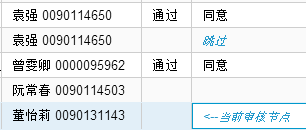 袁强 0090114650 通过 同意
袁强 0090114650 跳过
曾雯卿 0000095962 通过 同意
阮常春 0090114503
董怡莉 0090131143 <--当前审核节点